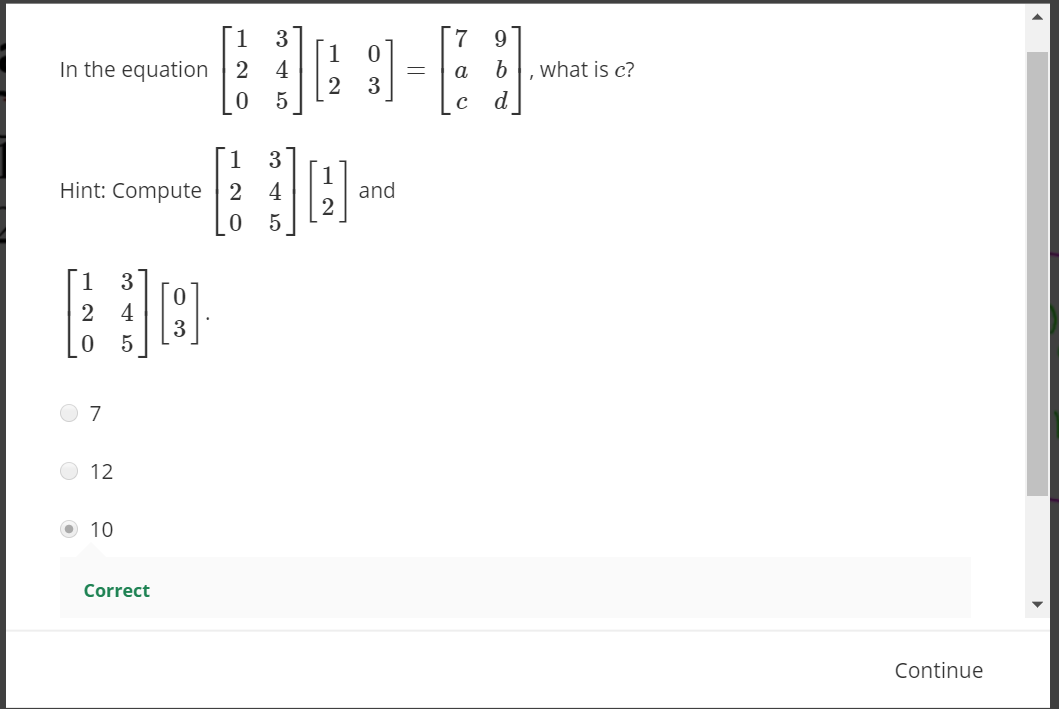 In the equation \begin{bmatrix} 1 & 3 \\ 2 & 4 \\ 0 & 5 \end{bmatrix} \begin{bmatrix} 1 & 0 \\ 2 & 3 \end{bmatrix} = \begin{bmatrix} 7 & 9 \\ a & b \\ c & d \end{bmatrix}, what is c?
Hint: Compute \begin{bmatrix} 1 & 3 \\ 2 & 4 \\ 0 & 5 \end{bmatrix} \begin{bmatrix} 1 \\ 2 \end{bmatrix} and
\begin{bmatrix} 1 & 3 \\ 2 & 4 \\ 0 & 5 \end{bmatrix} \begin{bmatrix} 0 \\ 3 \end{bmatrix}.
7
12
10
Correct
Continue